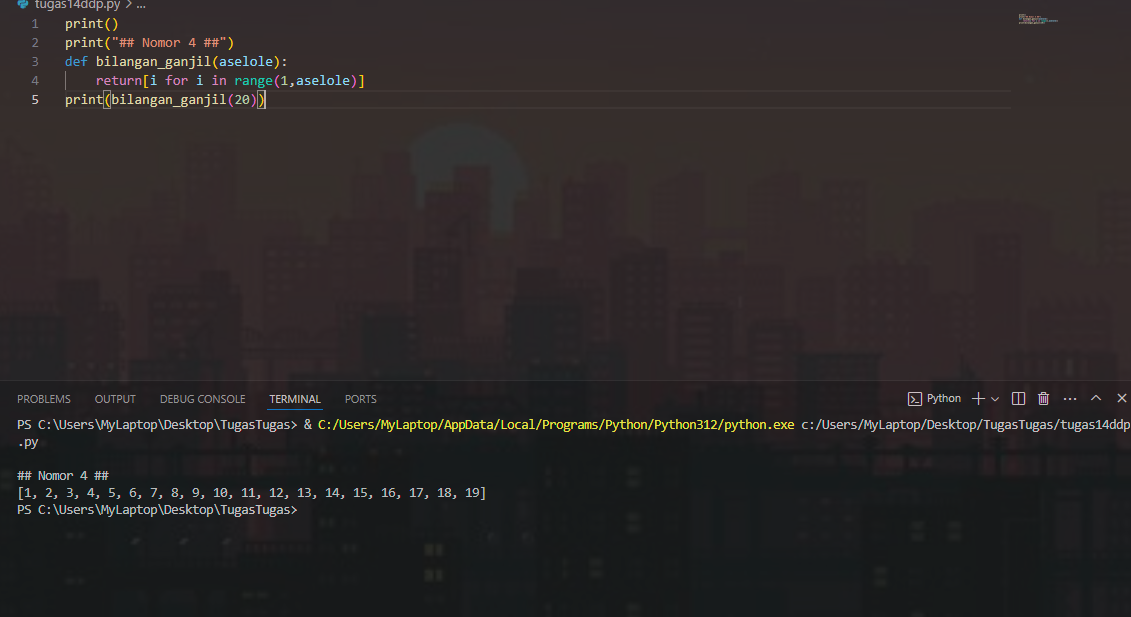 tugas14ddp.py > ...
1 print()
2 print("## Nomor 4 ##")
3 def bilangan_ganjil(aselole):
4     return[i for i in range(1,aselole)]
5 print(bilangan_ganjil(20))
PROBLEMS OUTPUT DEBUG CONSOLE TERMINAL PORTS Python
PS C:\Users\MyLaptop\Desktop\TugasTugas> & C:/Users/MyLaptop/AppData/Local/Programs/Python/Python312/python.exe c:/Users/MyLaptop/Desktop/TugasTugas/tugas14ddp
.py
## Nomor 4 ##
[1, 2, 3, 4, 5, 6, 7, 8, 9, 10, 11, 12, 13, 14, 15, 16, 17, 18, 19]
PS C:\Users\MyLaptop\Desktop\TugasTugas>